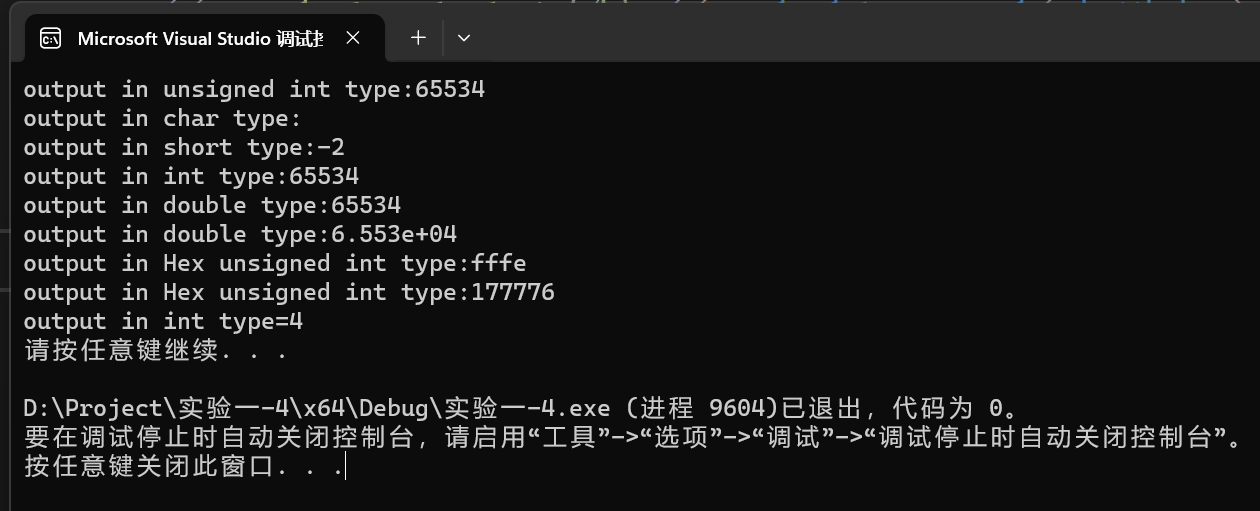 Microsoft Visual Studio 调试
output in unsigned int type:65534
output in char type:
output in short type:-2
output in int type:65534
output in double type:65534
output in double type:6.553e+04
output in Hex unsigned int type:fffe
output in Hex unsigned int type:177776
output in int type=4
请按任意键继续. . .
D:\Project\实验一-4\x64\Debug\实验一-4.exe (进程 9604)已退出，代码为 0。
要在调试停止时自动关闭控制台，请启用“工具”->“选项”->“调试”->“调试停止时自动关闭控制台”。
按任意键关闭此窗口. . .